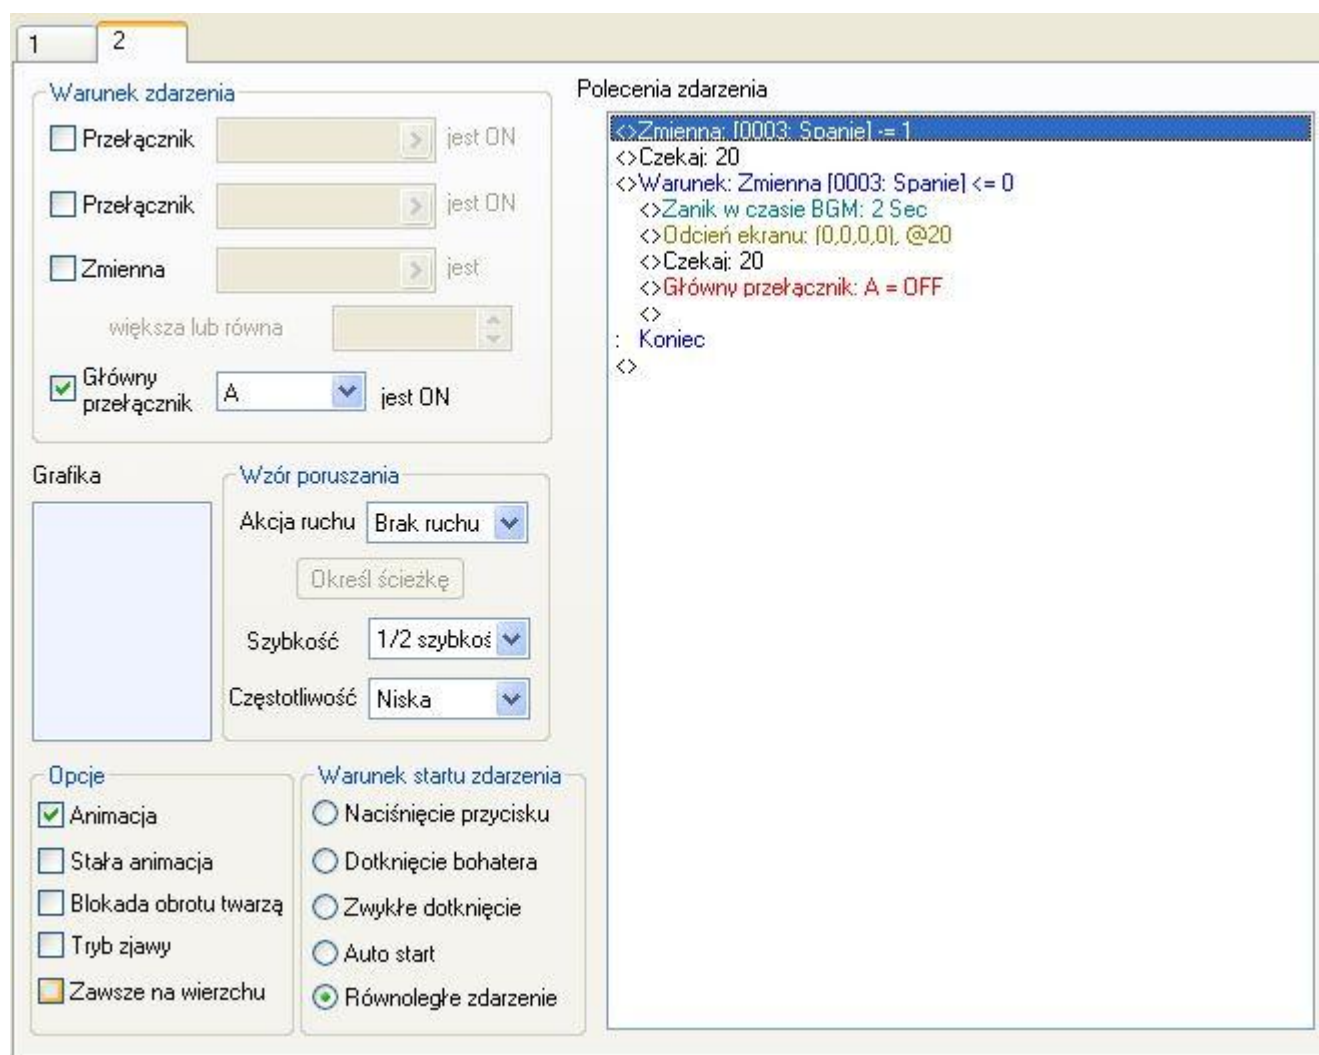 1
2
Warunek zdarzenia
Przełącznik
jest ON
Przełącznik
jest ON
Zmienna
jest
większa lub równa
Główny
przełącznik
A
jest ON
Grafika
Wzór poruszania
Akcja ruchu
Brak ruchu
Określ ścieżkę
Szybkość
1/2 szybkoś
Częstotliwość
Niska
Opcje
Animacja
Stała animacja
Blokada obrotu twarzą
Tryb zjawy
Zawsze na wierzchu
Warunek startu zdarzenia
Naciśnięcie przycisku
Dotknięcie bohatera
Zwykłe dotknięcie
Auto start
Równoległe zdarzenie
Polecenia zdarzenia
<>Zmienna: [0003: Spanie] -= 1
<>Czekaj: 20
<>Warunek: Zmienna [0003: Spanie] <= 0
<>Zanik w czasie BGM: 2 Sec
<>Odcień ekranu: (0,0,0,0), @20
<>Czekaj: 20
<>Główny przełącznik: A = OFF
<>
: Koniec
<>